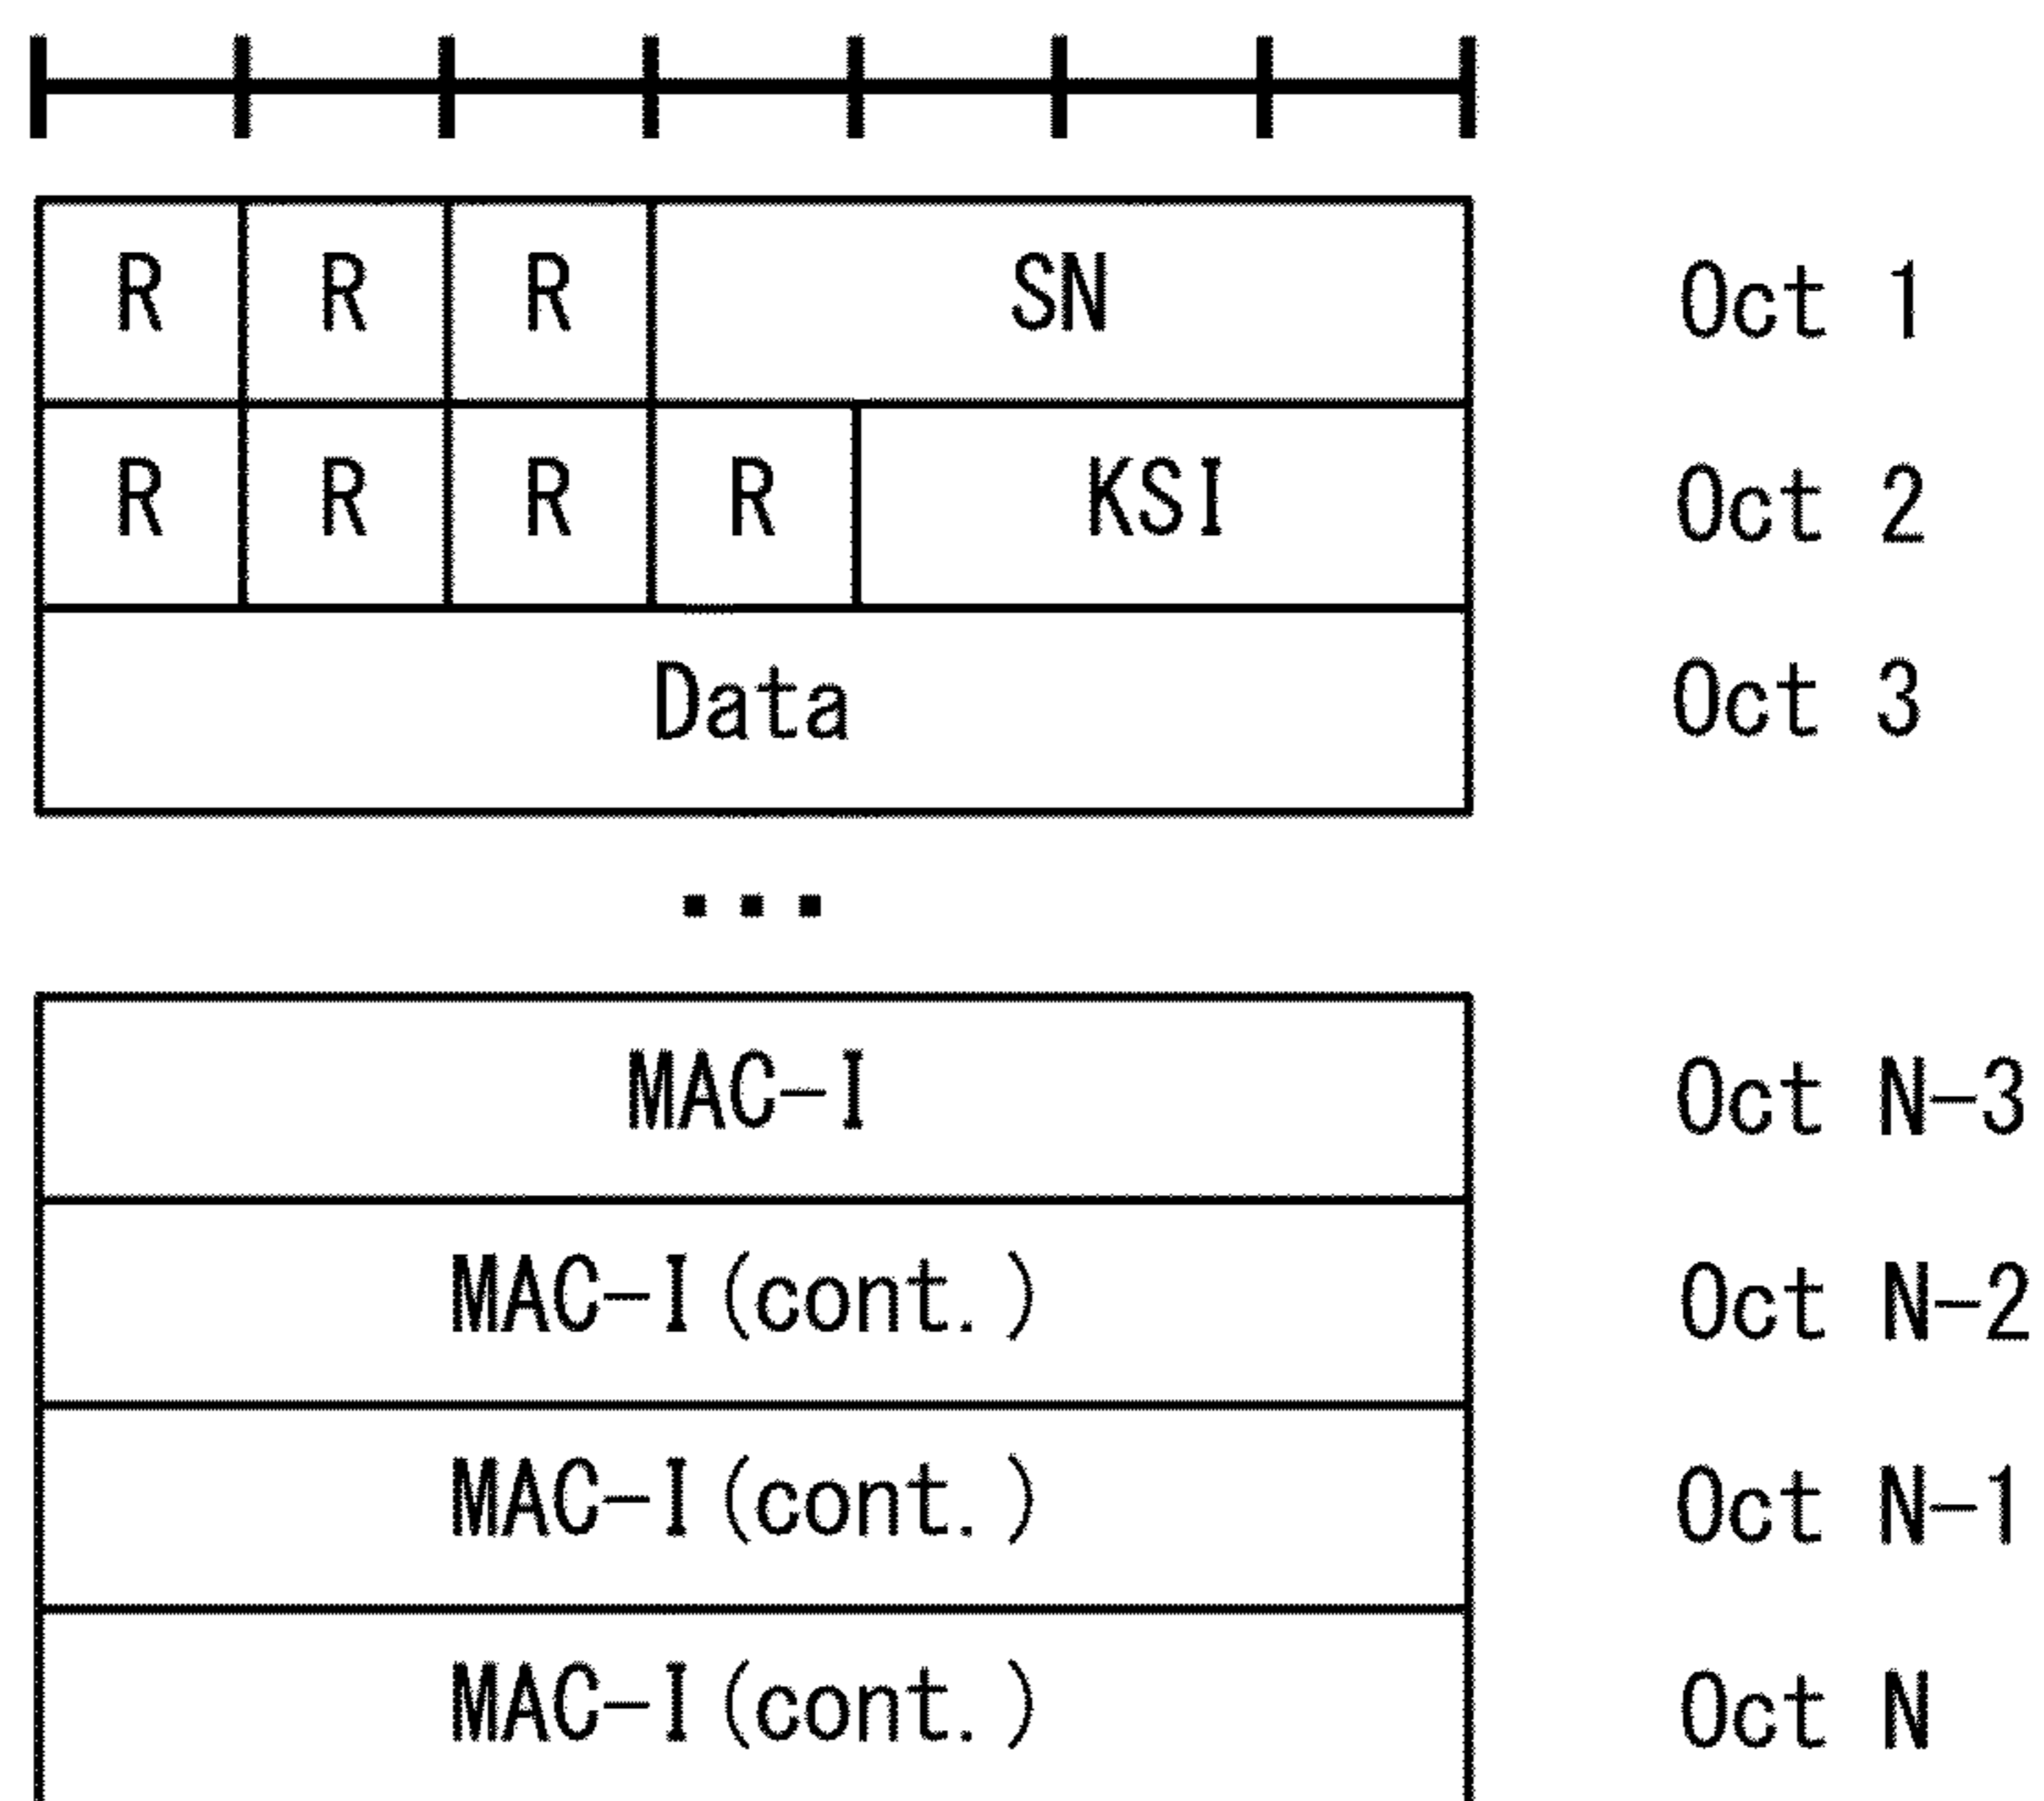 R R R SN Oct 1
R R R R KSI Oct 2
Data Oct 3
...
MAC-I Oct N-3
MAC-I(cont.) Oct N-2
MAC-I(cont.) Oct N-1
MAC-I(cont.) Oct N